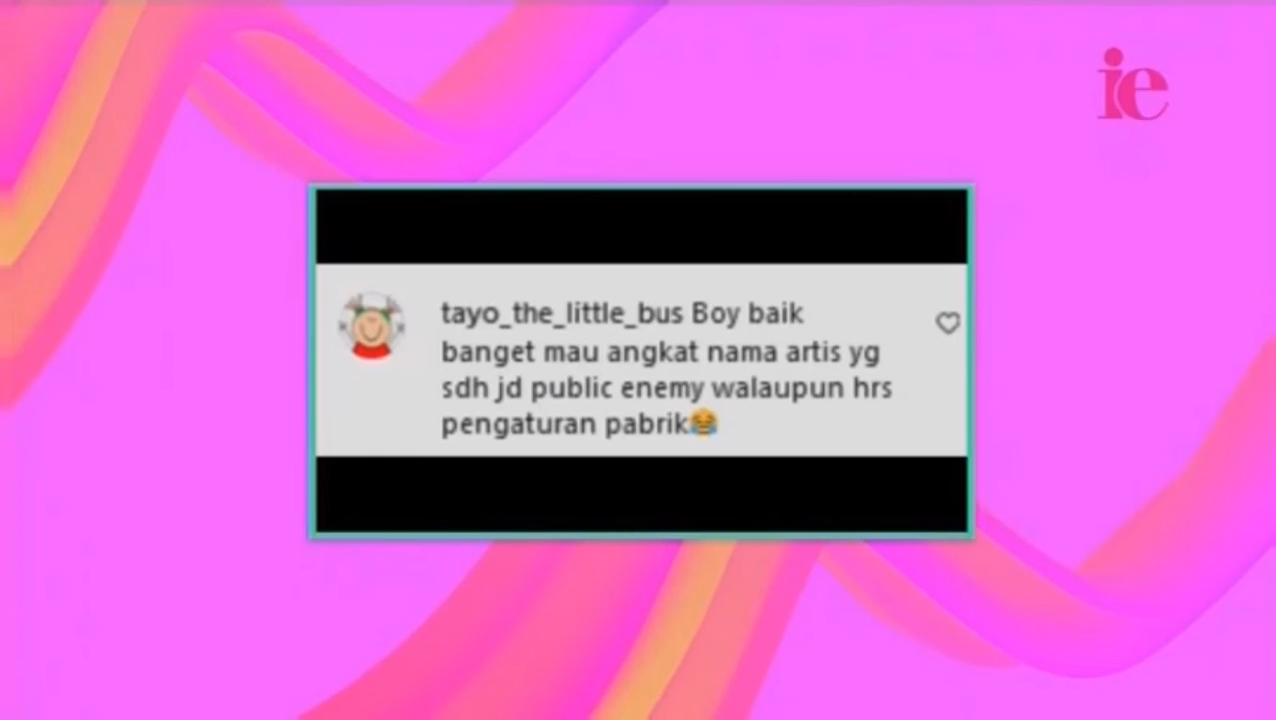 ie
tayo_the_little_bus Boy baik
banget mau angkat nama artis yg
sdh jd public enemy walaupun hrs
pengaturan pabrik😂